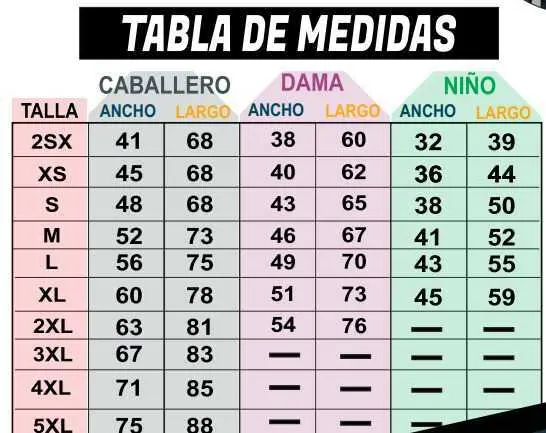 TABLA DE MEDIDAS
CABALLERO DAMA NIÑO
TALLA ANCHO LARGO ANCHO LARGO ANCHO LARGO
2SX 41 68 38 60 32 39
XS 45 68 40 62 36 44
S 48 68 43 65 38 50
M 52 73 46 67 41 52
L 56 75 49 70 43 55
XL 60 78 51 73 45 59
2XL 63 81 54 76 — —
3XL 67 83 — — — —
4XL 71 85 — — — —
5XL 75 88 — — — —